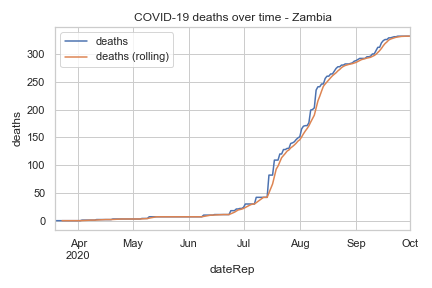 COVID-19 deaths over time - Zambia
deaths
deaths (rolling)
deaths
300
250
200
150
100
50
0
Apr May Jun Jul Aug Sep Oct
2020
dateRep